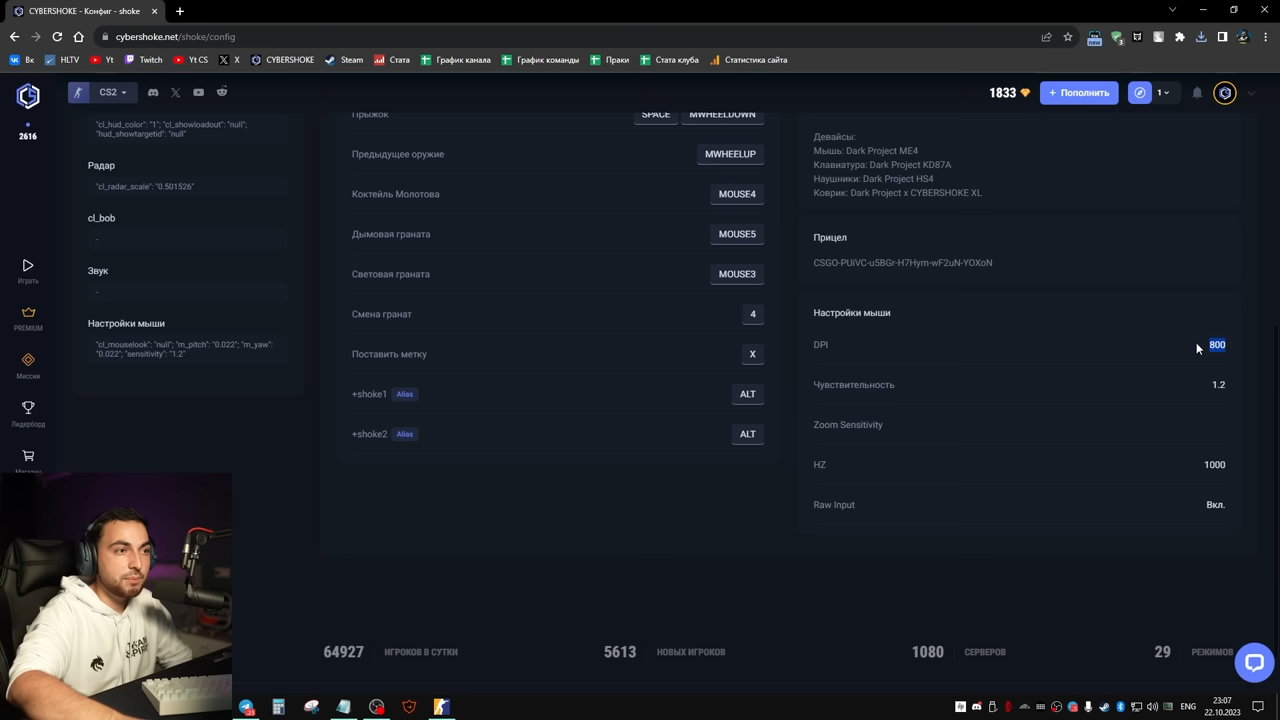 CYBERSHOKE - Конфиг - shoke
cybershoke.net/shoke/config
Вк
HLTV
Yt
Twitch
Yt CS
X
CYBERSHOKE
Steam
Стата
График канала
График команды
Праки
Стата клуба
Статистика сайта
CS2
1833
+ Пополнить
1
2616
Играть
PREMIUM
Миссии
Лидерборд
Магазин
"cl_hud_color": "1"; "cl_showloadout": "null";
"hud_showtargetid": "null"
Радар
"cl_radar_scale": "0.501526"
cl_bob
-
Звук
-
Настройки мыши
"cl_mouselook": "null"; "m_pitch": "0.022"; "m_yaw":
"0.022"; "sensitivity": "1.2"
Прыжок SPACE MWHEELDOWN
Предыдущее оружие MWHEELUP
Коктейль Молотова MOUSE4
Дымовая граната MOUSE5
Световая граната MOUSE3
Смена гранат 4
Поставить метку X
+shoke1 Alias ALT
+shoke2 Alias ALT
Девайсы:
Мышь: Dark Project ME4
Клавиатура: Dark Project KD87A
Наушники: Dark Project HS4
Коврик: Dark Project x CYBERSHOKE XL
Прицел
CSGO-PUiVC-u5BGr-H7Hym-wF2uN-YOXoN
Настройки мыши
DPI 800
Чувствительность 1.2
Zoom Sensitivity
HZ 1000
Raw Input Вкл.
64927 ИГРОКОВ В СУТКИ
5613 НОВЫХ ИГРОКОВ
1080 СЕРВЕРОВ
29 РЕЖИМОВ
TEAM
SPIRIT
ENG
23:07
22.10.2023